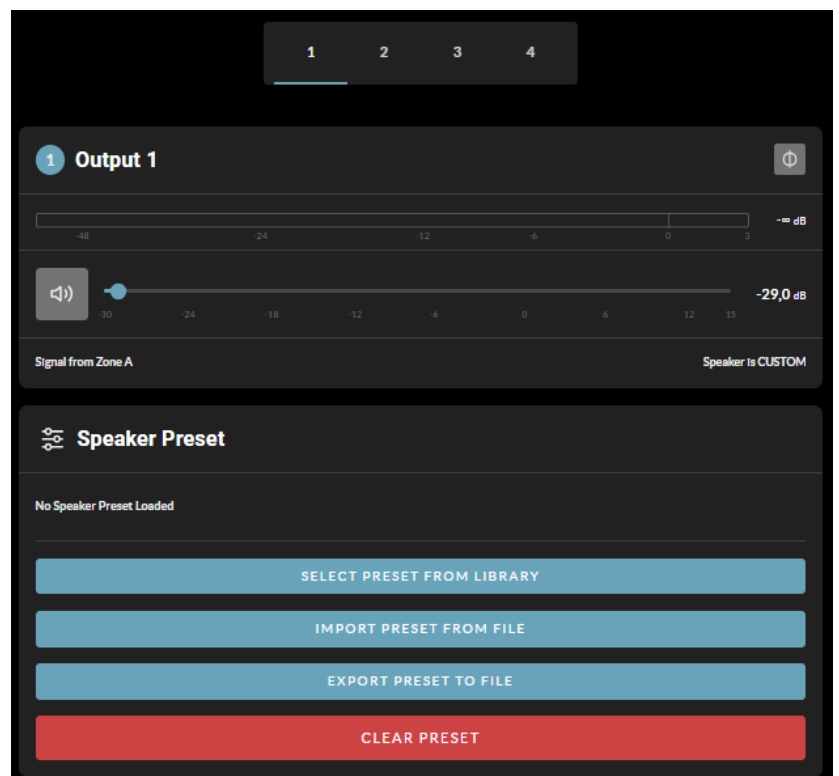 1 2 3 4
1 Output 1
-∞ dB
-48 -24 -12 -6 0 3
-29,0 dB
-30 -24 -18 -12 -6 0 6 12 15
Signal from Zone A Speaker is CUSTOM
Speaker Preset
No Speaker Preset Loaded
SELECT PRESET FROM LIBRARY
IMPORT PRESET FROM FILE
EXPORT PRESET TO FILE
CLEAR PRESET